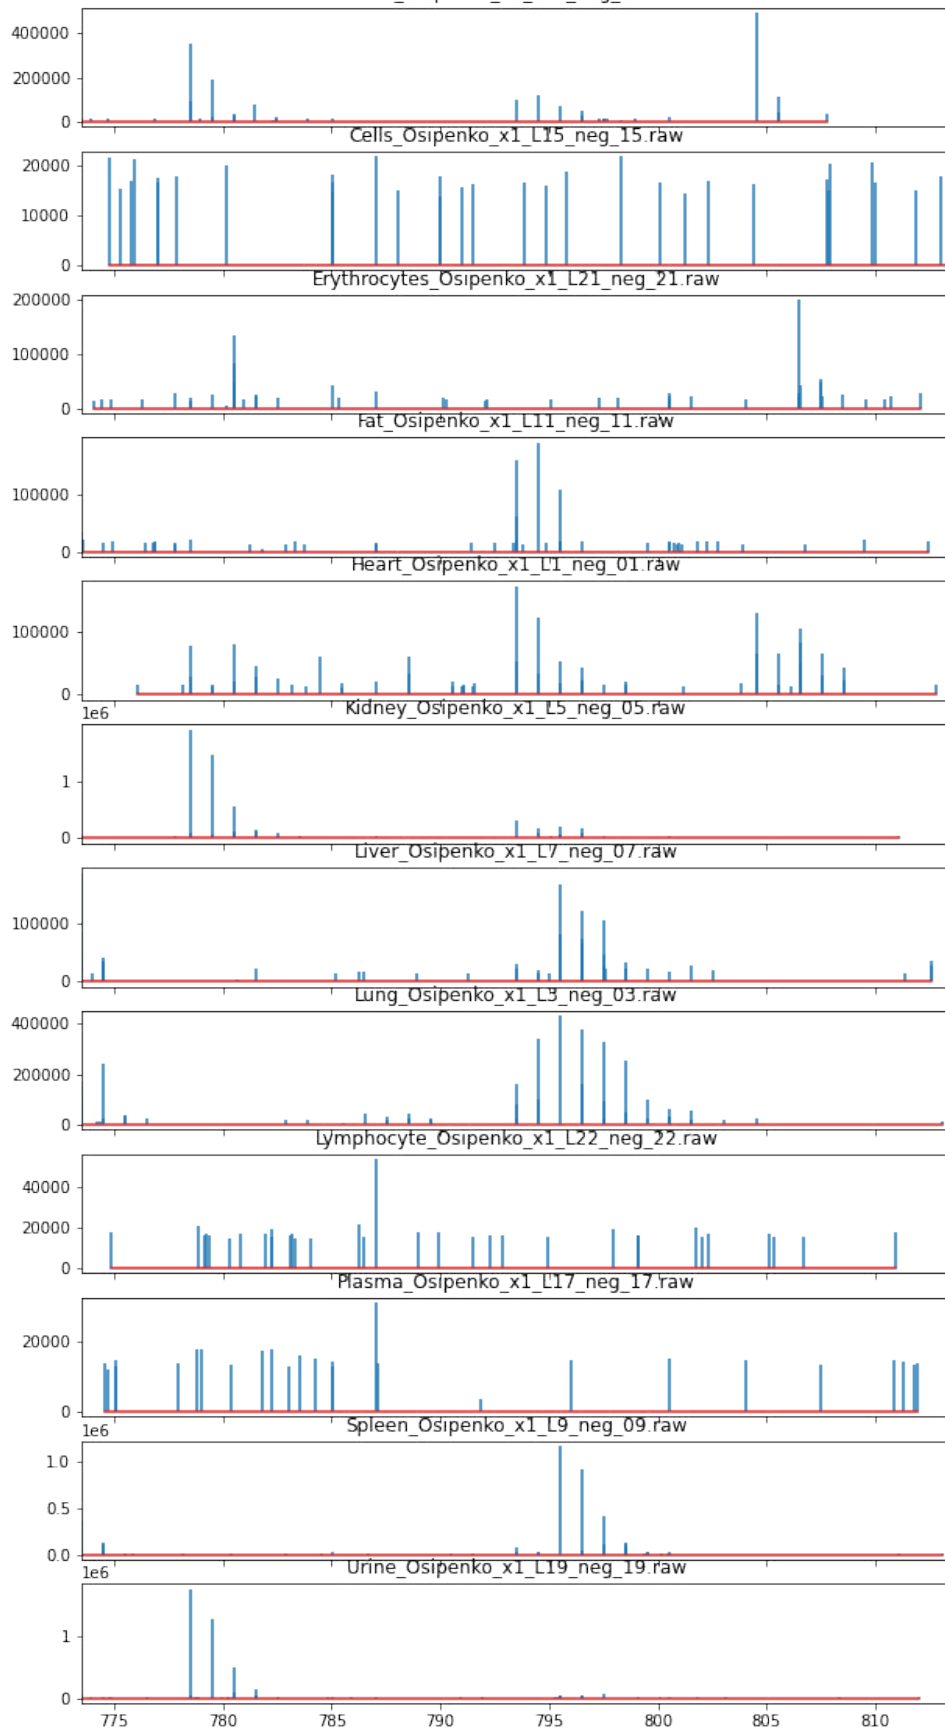 400000
200000
0
Cells_Osipenko_x1_L15_neg_15.raw
20000
10000
0
Erythrocytes_Osipenko_x1_L21_neg_21.raw
200000
100000
0
Fat_Osipenko_x1_L11_neg_11.raw
100000
0
Heart_Osipenko_x1_L1_neg_01.raw
100000
0
Kidney_Osipenko_x1_L5_neg_05.raw
1e6
1
0
Liver_Osipenko_x1_L7_neg_07.raw
100000
0
Lung_Osipenko_x1_L3_neg_03.raw
400000
200000
0
Lymphocyte_Osipenko_x1_L22_neg_22.raw
40000
20000
0
Plasma_Osipenko_x1_L17_neg_17.raw
20000
0
Spleen_Osipenko_x1_L9_neg_09.raw
1e6
1.0
0.5
0.0
Urine_Osipenko_x1_L19_neg_19.raw
1e6
1
0
775 780 785 790 795 800 805 810